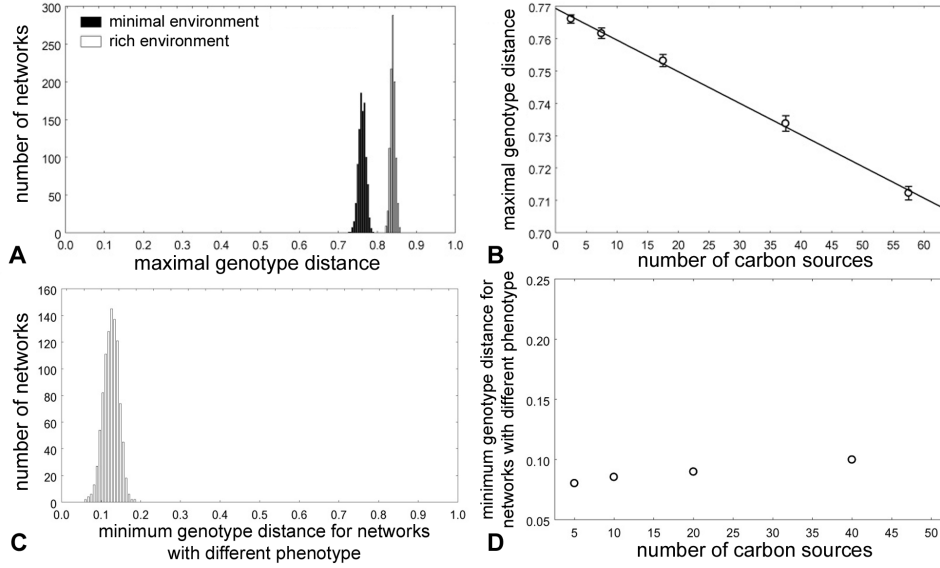 300
250
200
150
100
50
0
number of networks
minimal environment
rich environment
0.0 0.1 0.2 0.3 0.4 0.5 0.6 0.7 0.8 0.9 1.0
maximal genotype distance
A
0.77
0.76
0.75
0.74
0.73
0.72
0.71
0.70
maximal genotype distance
0 5 10 15 20 25 30 35 40 45 50 55 60
number of carbon sources
B
160
140
120
100
80
60
40
20
0
number of networks
0.0 0.1 0.2 0.3 0.4 0.5 0.6 0.7 0.8 0.9 1.0
minimum genotype distance for networks
with different phenotype
C
0.25
0.20
0.15
0.10
0.05
minimum genotype distance for
networks with different phenotype
5 10 15 20 25 30 35 40 45 50
number of carbon sources
D